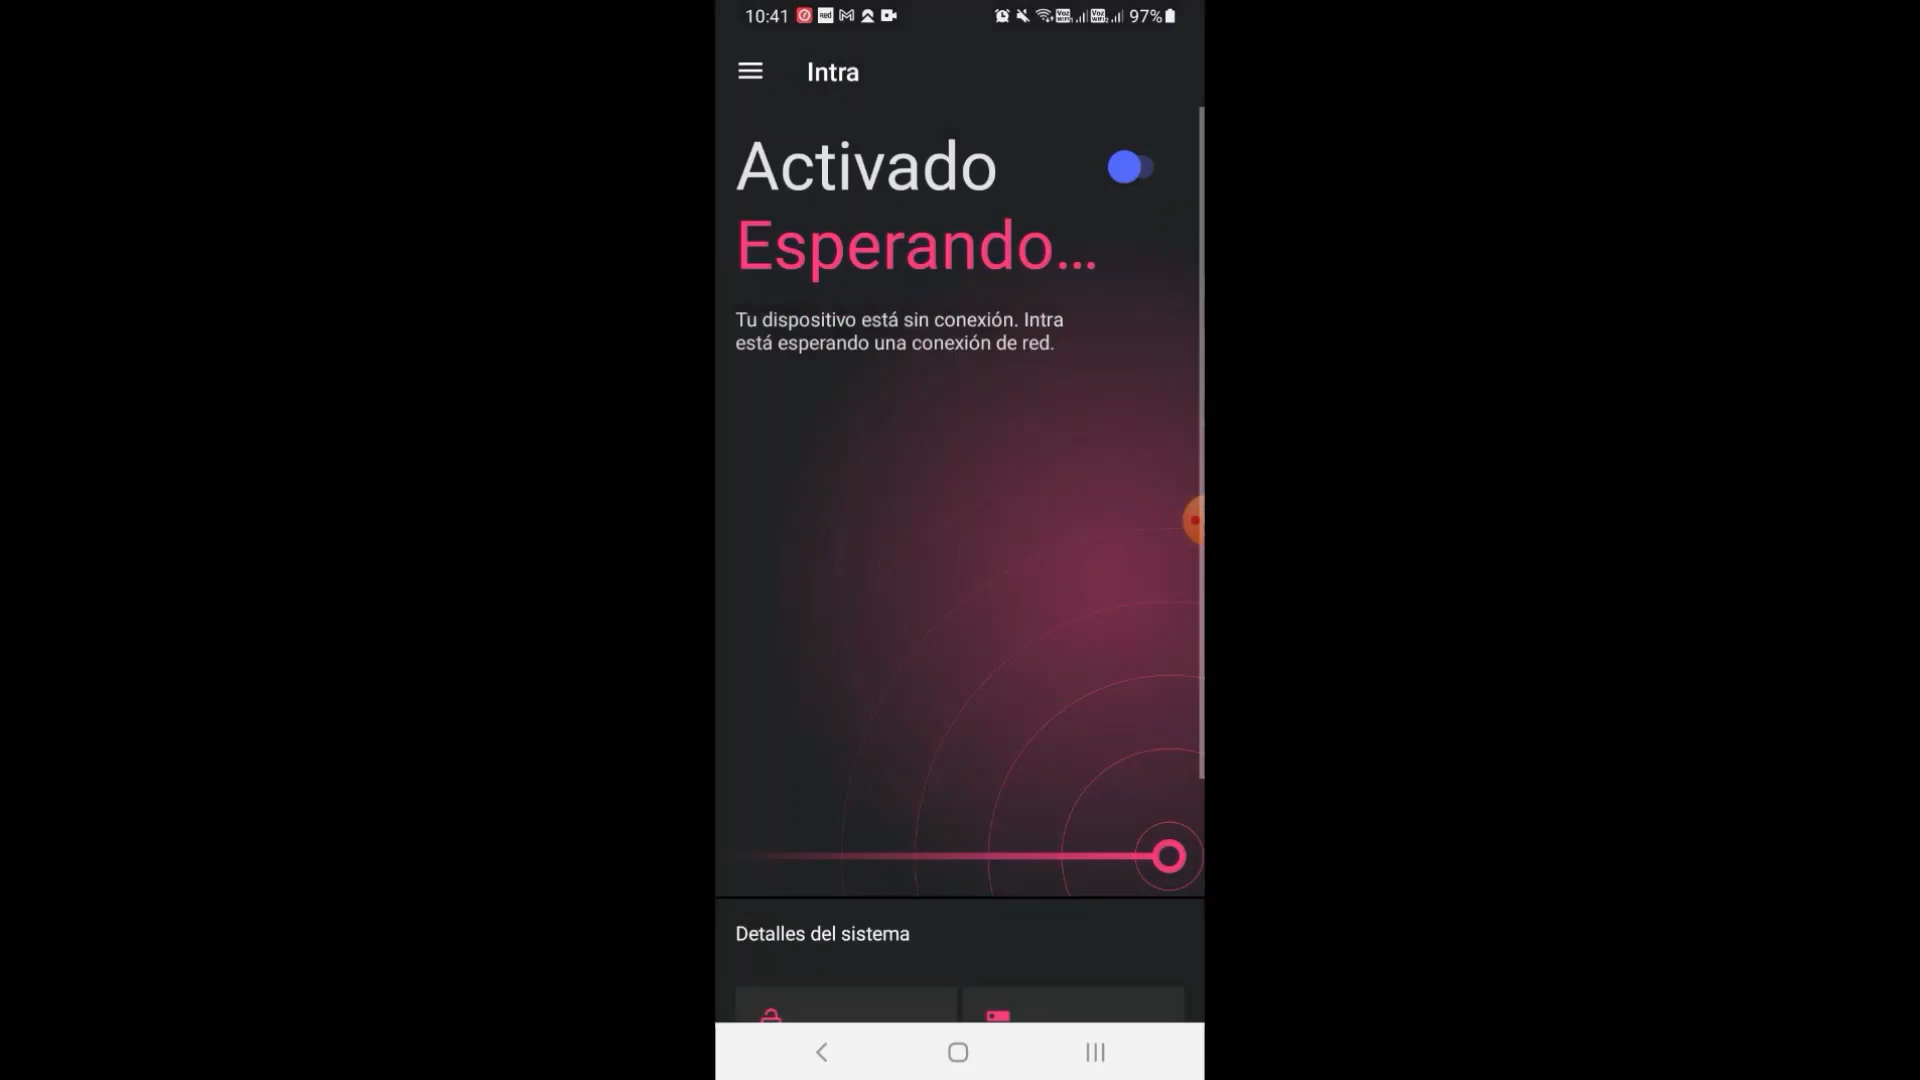 10:41 97%
Intra
Activado
Esperando...
Tu dispositivo está sin conexión. Intra
está esperando una conexión de red.
Detalles del sistema